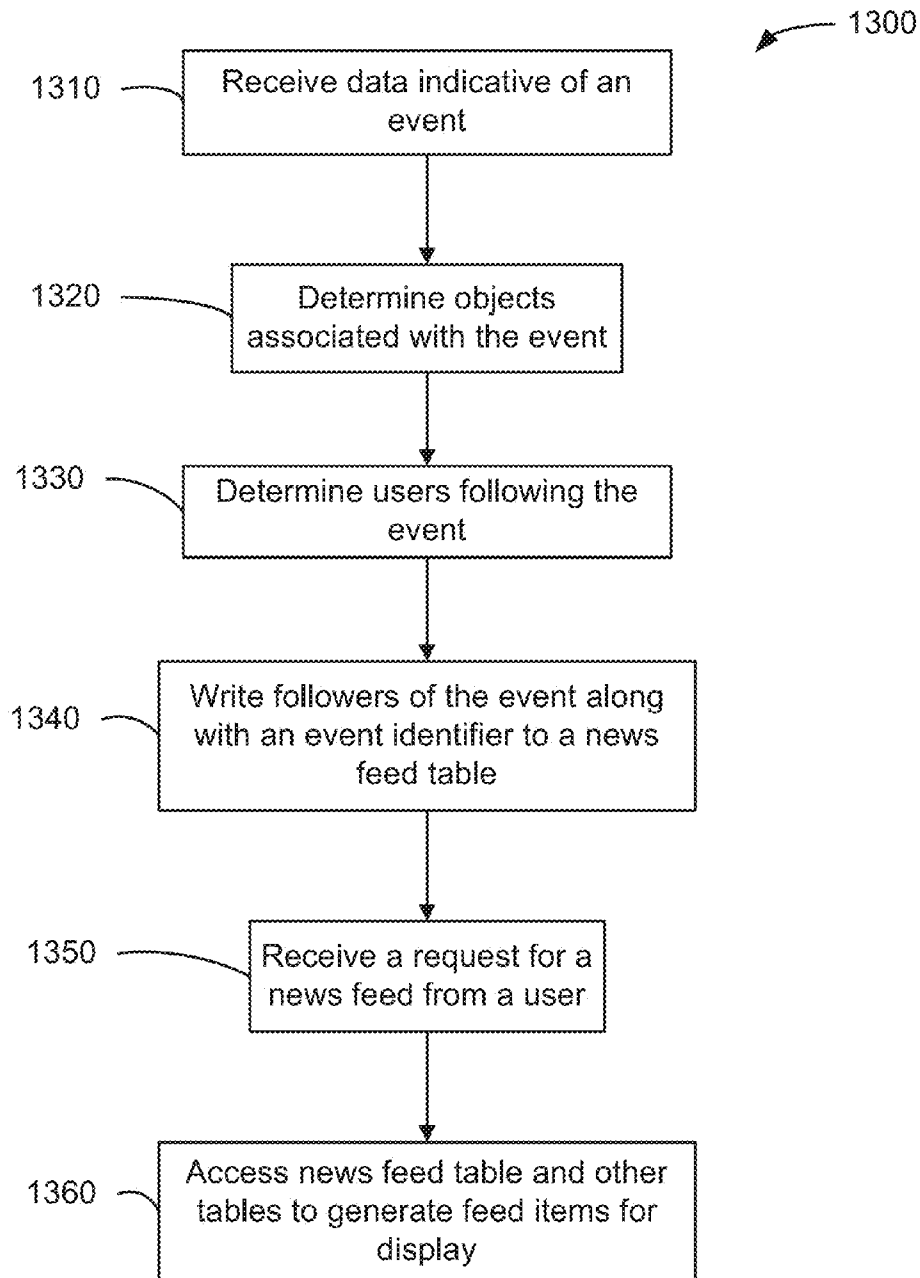 1300
1310
Receive data indicative of an
event
1320
Determine objects
associated with the event
1330
Determine users following the
event
1340
Write followers of the event along
with an event identifier to a news
feed table
1350
Receive a request for a
news feed from a user
1360
Access news feed table and other
tables to generate feed items for
display